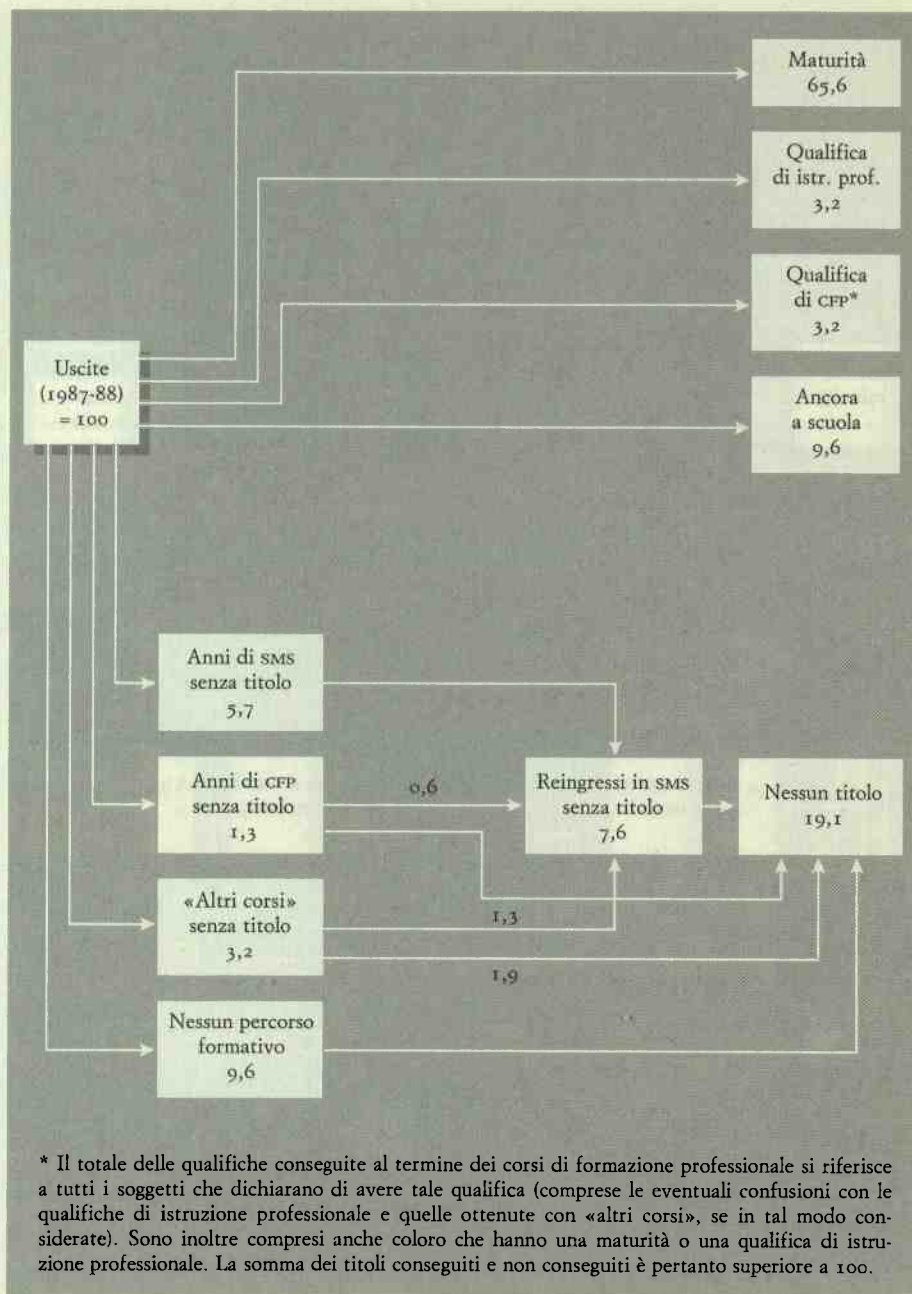 Maturità
65,6
Qualifica
di istr. prof.
3,2
Qualifica
di CFP*
3,2
Uscite
(1987-88)
= 100
Ancora
a scuola
9,6
Anni di SMS
senza titolo
5,7
Anni di CFP
senza titolo
1,3
0,6
Reingressi in SMS
senza titolo
7,6
Nessun titolo
19,1
«Altri corsi»
senza titolo
3,2
1,3
1,9
Nessun percorso
formativo
9,6
* Il totale delle qualifiche conseguite al termine dei corsi di formazione professionale si riferisce
a tutti i soggetti che dichiarano di avere tale qualifica (comprese le eventuali confusioni con le
qualifiche di istruzione professionale e quelle ottenute con «altri corsi», se in tal modo con-
siderate). Sono inoltre compresi anche coloro che hanno una maturità o una qualifica di istru-
zione professionale. La somma dei titoli conseguiti e non conseguiti è pertanto superiore a 100.